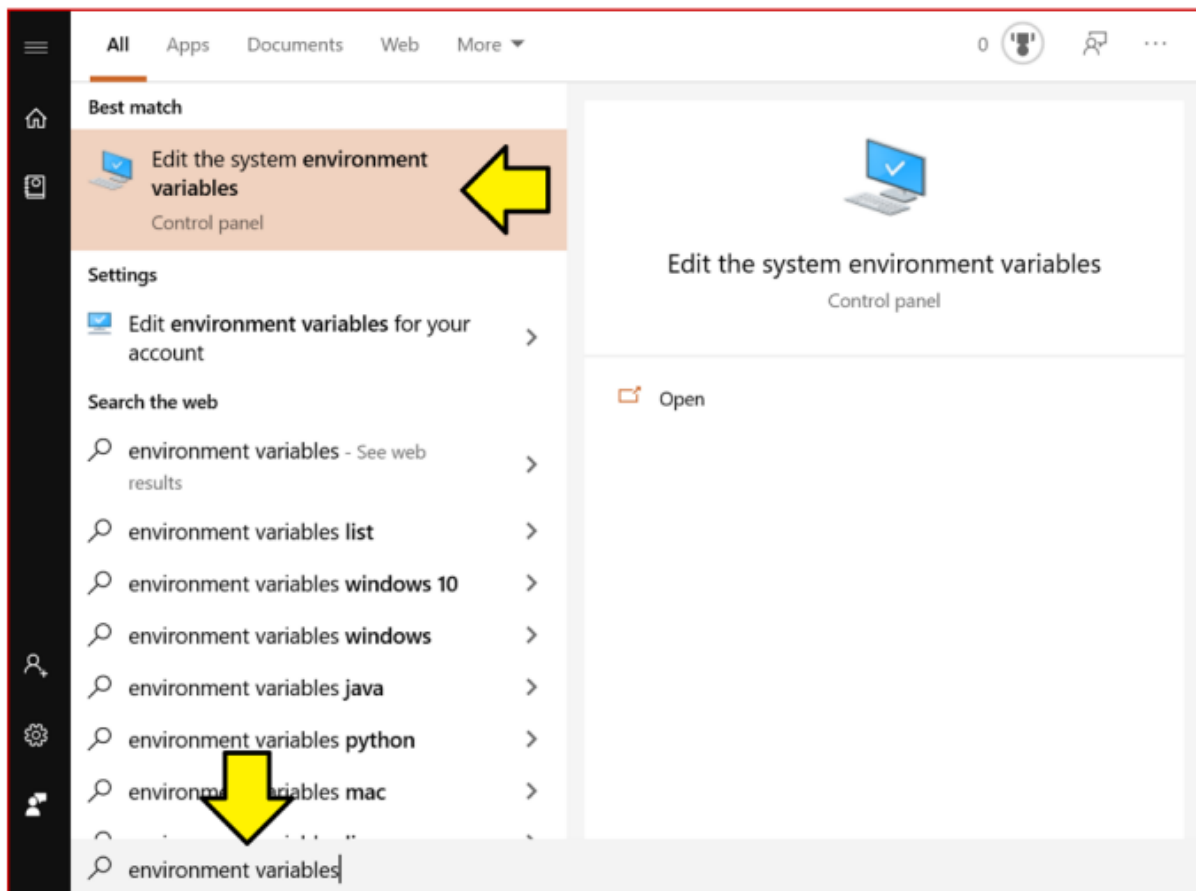 All Apps Documents Web More 0
Best match
Edit the system environment
variables
Control panel
Settings
Edit environment variables for your
account
Search the web
environment variables - See web
results
environment variables list
environment variables windows 10
environment variables windows
environment variables java
environment variables python
environment variables mac
environment variables
Edit the system environment variables
Control panel
Open